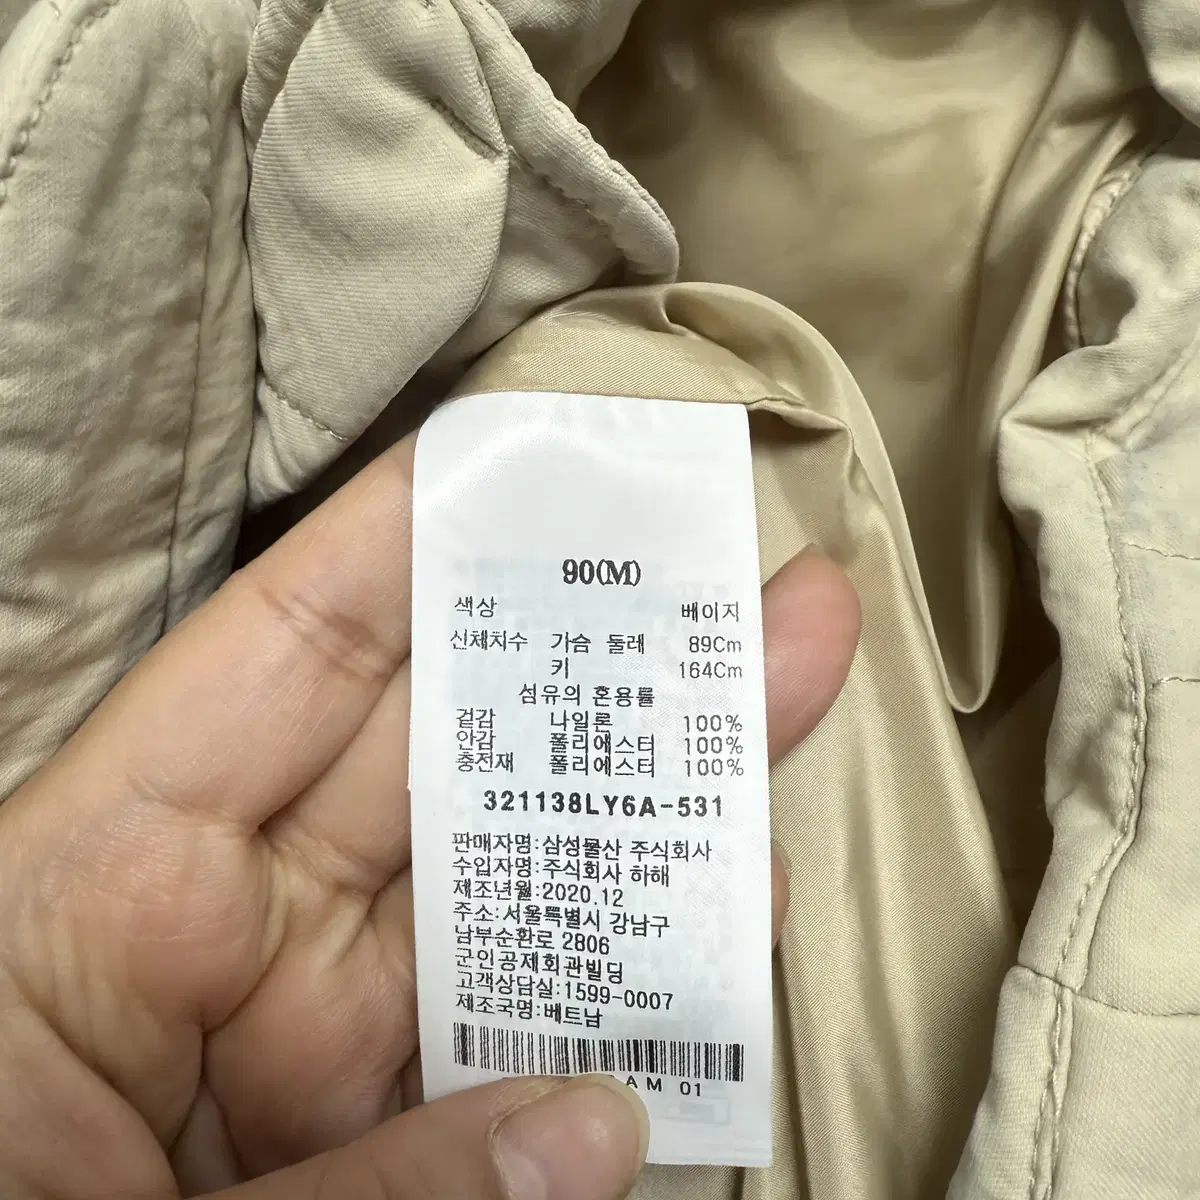 90(M)
색상 베이지
신체치수 가슴 둘레 89Cm
키 164Cm
섬유의 혼용률
겉감 나일론 100%
안감 폴리에스터 100%
충전재 폴리에스터 100%
321138LY6A-531
판매자명:삼성물산 주식회사
수입자명:주식회사 하해
제조년월:2020.12
주소:서울특별시 강남구
남부순환로 2806
군인공제회관빌딩
고객상담실:1599-0007
제조국명:베트남
AM 01